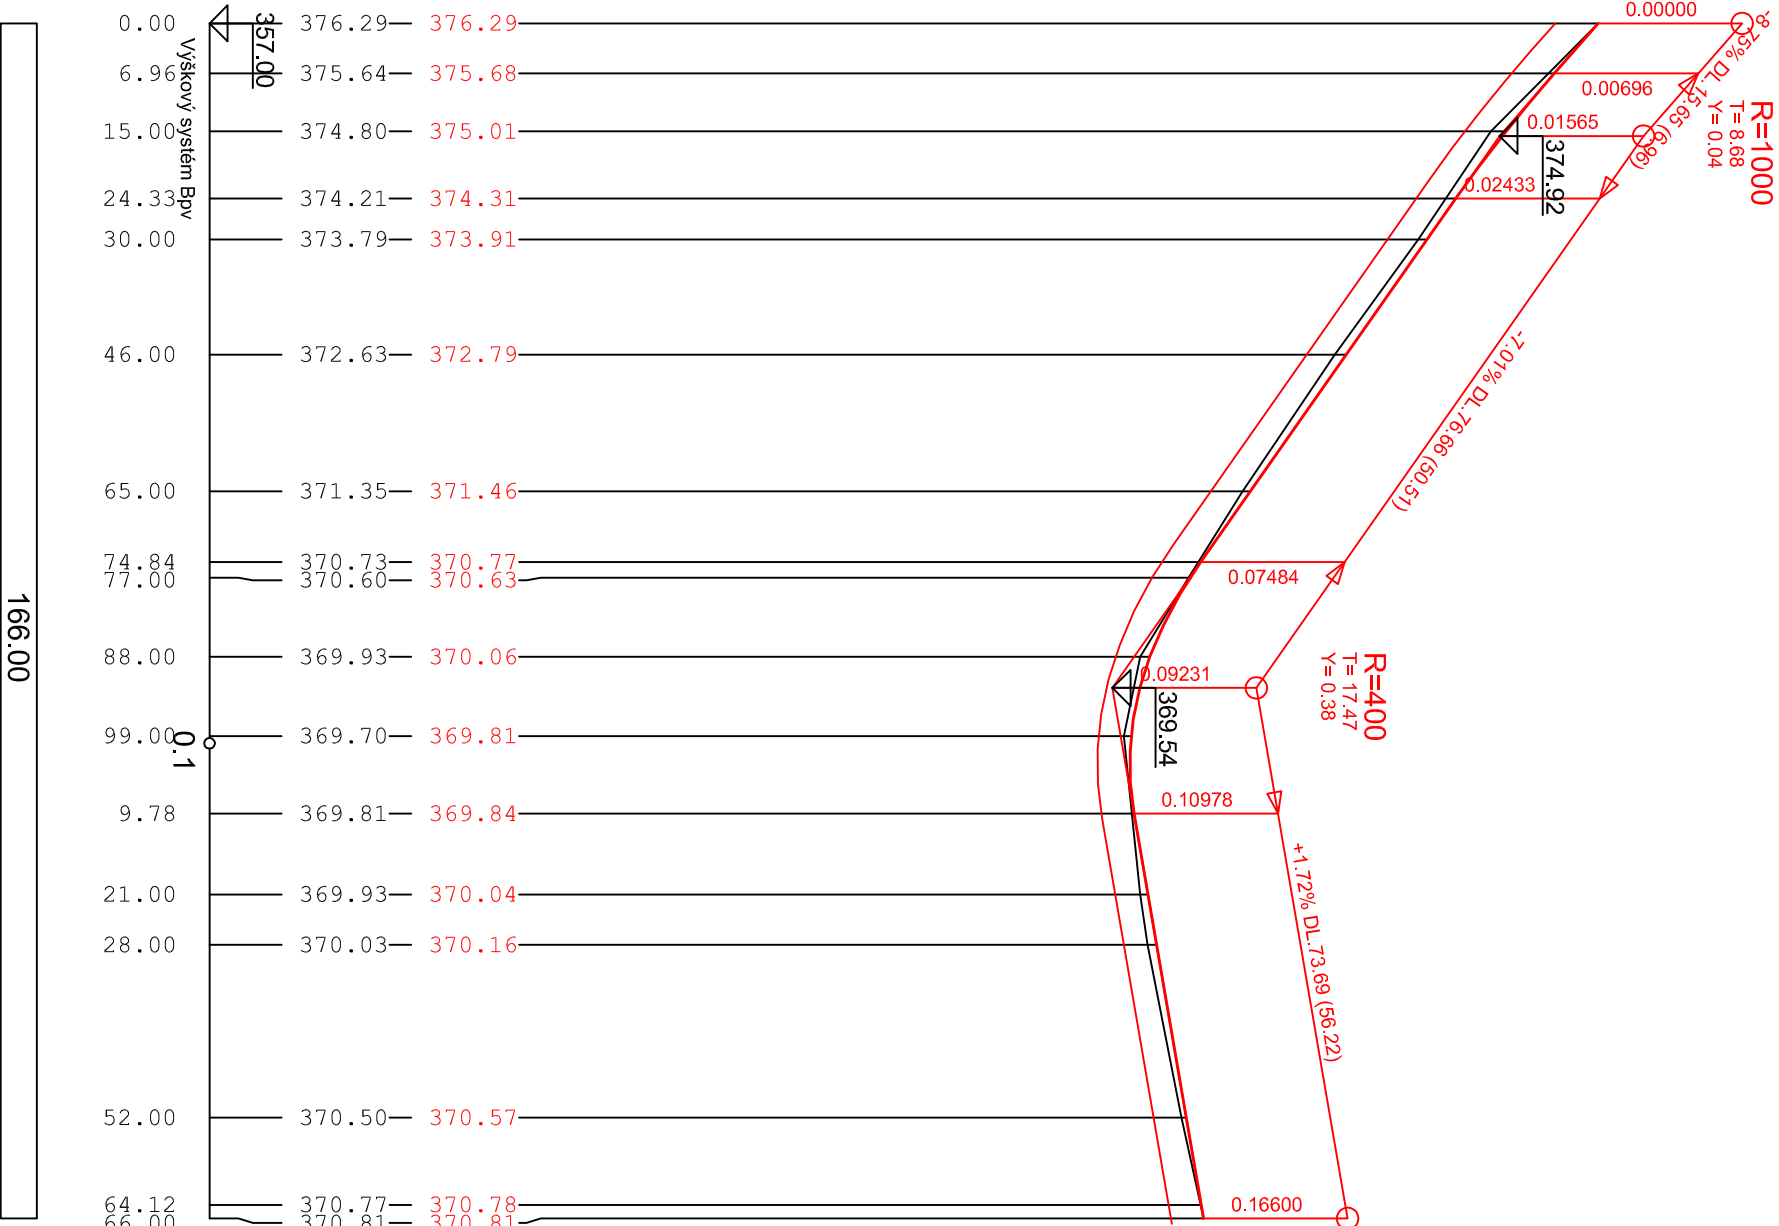 0.00 376.29 376.29
6.96 375.64 375.68
15.00 374.80 375.01
24.33 374.21 374.31
30.00 373.79 373.91
46.00 372.63 372.79
65.00 371.35 371.46
74.84 370.73 370.77
77.00 370.60 370.63
88.00 369.93 370.06
99.00 369.70 369.81
9.78 369.81 369.84
21.00 369.93 370.04
28.00 370.03 370.16
52.00 370.50 370.57
64.12 370.77 370.78
66.00 370.81 370.81
166.00
Výškový systém Bpv
357.00
0.1
0.00000
0.00696
0.01565
0.02433
0.07484
0.09231
0.10978
0.16600
374.92
369.54
-8.75% DL.15.65 (6.96)
R=1000
T= 8.68
Y= 0.04
-7.01% DL.76.66 (50.51)
R=400
T= 17.47
Y= 0.38
+1.72% DL.73.69 (56.22)